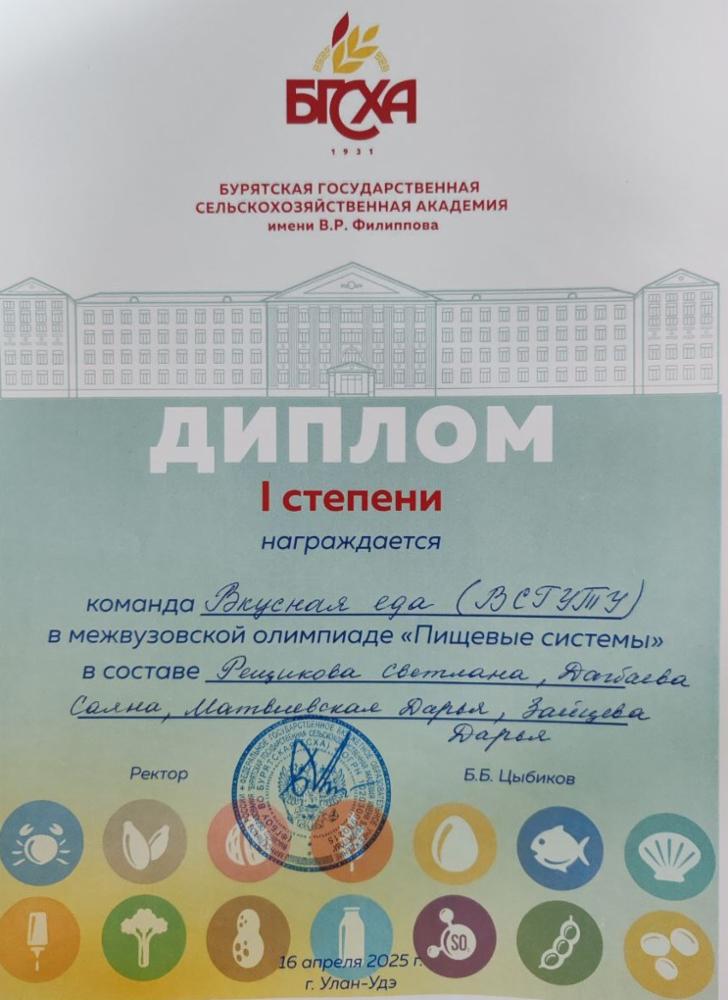 БГСХА
1931
БУРЯТСКАЯ ГОСУДАРСТВЕННАЯ
СЕЛЬСКОХОЗЯЙСТВЕННАЯ АКАДЕМИЯ
имени В.Р. Филиппова
ДИПЛОМ
I степени
награждается
команда Вкусная еда (ВСГУТУ)
в межвузовской олимпиаде «Пищевые системы»
в составе Рещикова Светлана, Дагбаева
Саяна, Матвиевская Дарья, Зайцева
Дарья
Ректор
Б.Б. Цыбиков
SO₂
16 апреля 2025 г.
г. Улан-Удэ